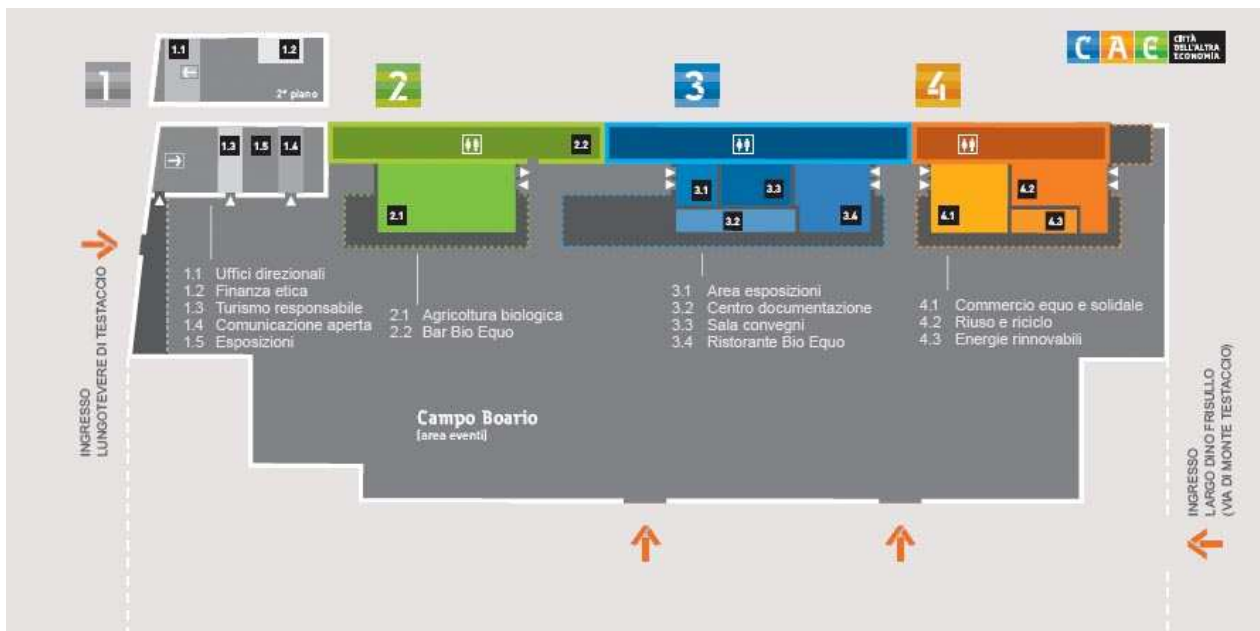 CAE
CITTÀ
DELL'ALTRA
ECONOMIA
1
1.1
1.2
2° piano
2
3
4
1.3
1.5
1.4
2.2
2.1
3.1
3.3
3.2
3.4
4.1
4.2
4.3
1.1 Uffici direzionali
1.2 Finanza etica
1.3 Turismo responsabile
1.4 Comunicazione aperta
1.5 Esposizioni
2.1 Agricoltura biologica
2.2 Bar Bio Equo
3.1 Area esposizioni
3.2 Centro documentazione
3.3 Sala convegni
3.4 Ristorante Bio Equo
4.1 Commercio equo e solidale
4.2 Riuso e riciclo
4.3 Energie rinnovabili
Campo Boario
[area eventi]
INGRESSO
LUNGOTEVERE DI TESTACCIO
INGRESSO
LARGO DINO FRISULLO
(VIA DI MONTE TESTACCIO)